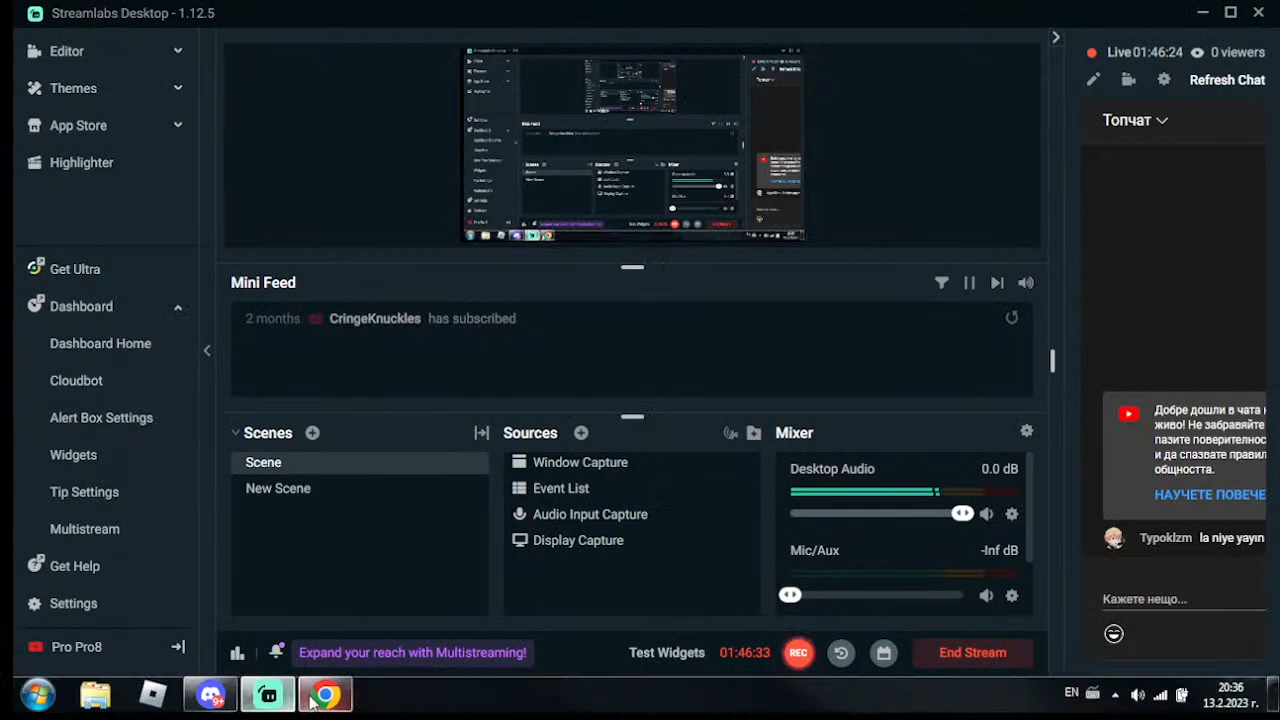 Streamlabs Desktop - 1.12.5
Editor
Themes
App Store
Highlighter
Get Ultra
Dashboard
Dashboard Home
Cloudbot
Alert Box Settings
Widgets
Tip Settings
Multistream
Get Help
Settings
Pro Pro8
Mini Feed
2 months CringeKnuckles has subscribed
Scenes
Scene
New Scene
Sources
Window Capture
Event List
Audio Input Capture
Display Capture
Mixer
Desktop Audio 0.0 dB
Mic/Aux -Inf dB
Expand your reach with Multistreaming!
Test Widgets 01:46:33 REC End Stream
Live 01:46:24 0 viewers
Refresh Chat
Топчат
Добре дошли в чата
живо! Не забравяйте
пазите поверителнос
и да спазвате правил
общността.
НАУЧЕТЕ ПОВЕЧЕ
Typoklzm la niye yayın
Кажете нещо...
9+
EN 20:36
13.2.2023 г.